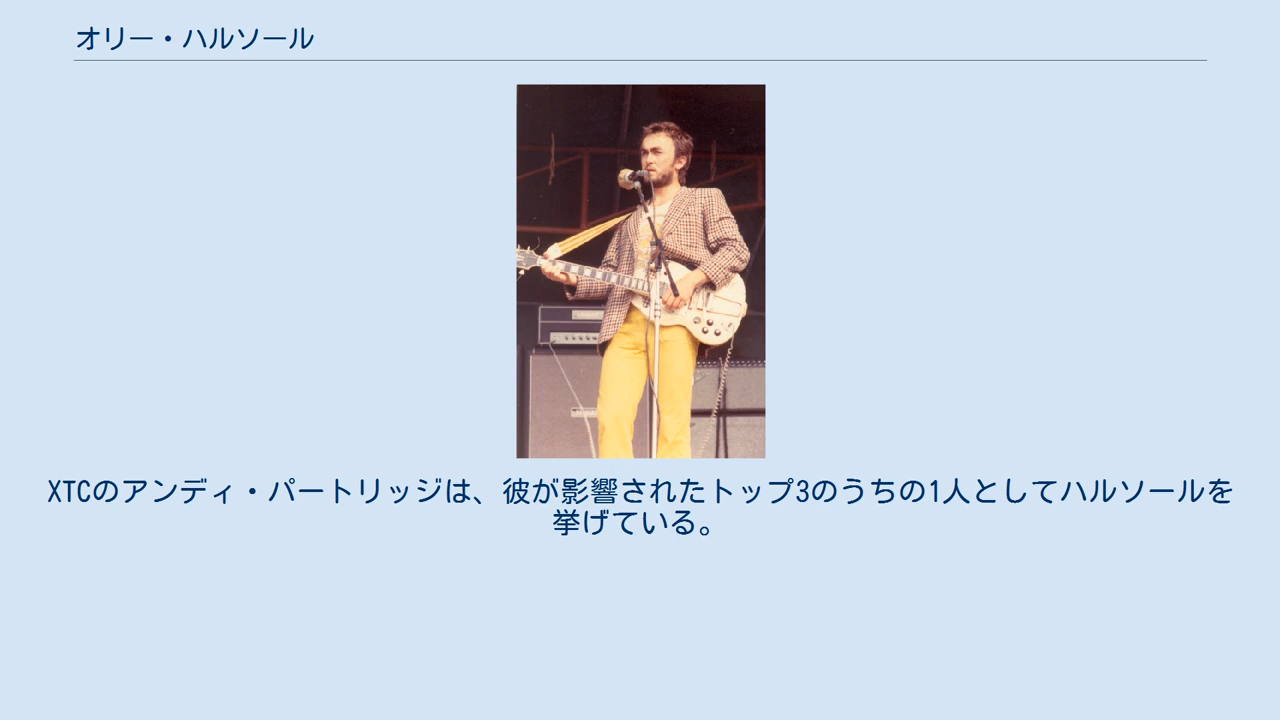 オリー・ハルソール
XTCのアンディ・パートリッジは、彼が影響されたトップ3のうちの1人としてハルソールを
挙げている。